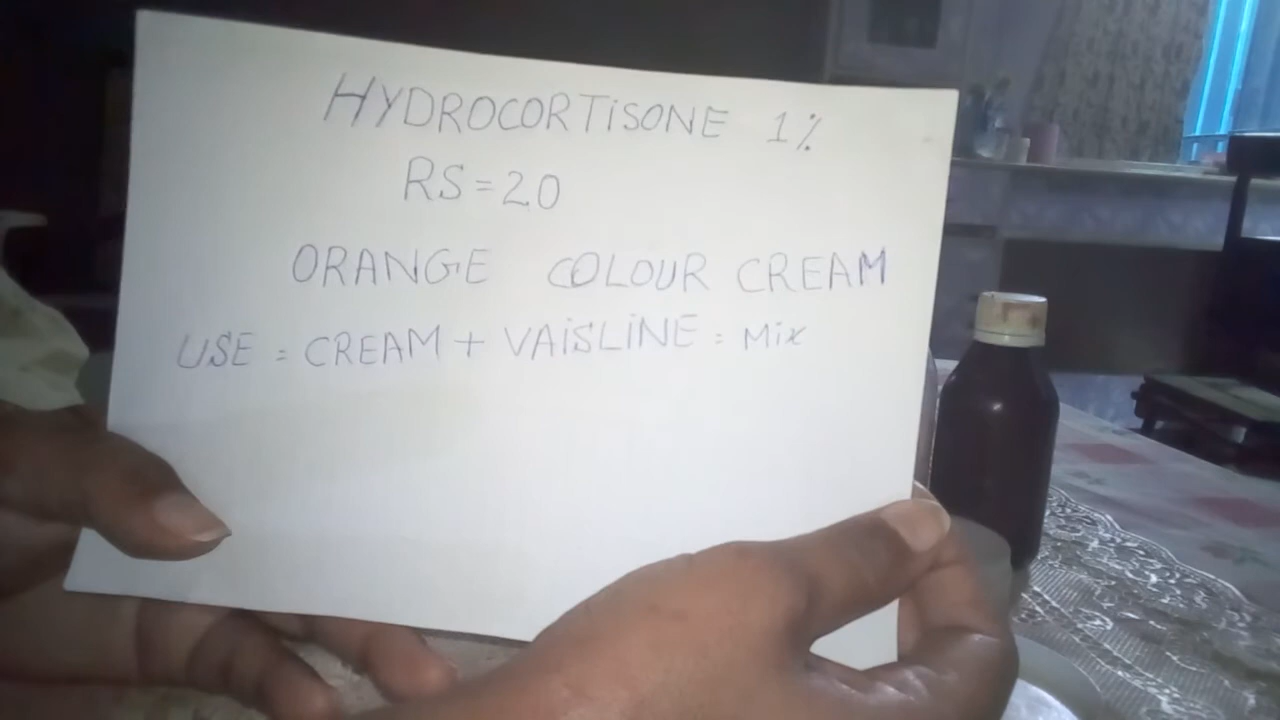 HYDROCORTiSONE 1%
RS=20
ORANGE COLOUR CREAM
USE = CREAM + VAiSLiNE = Mix